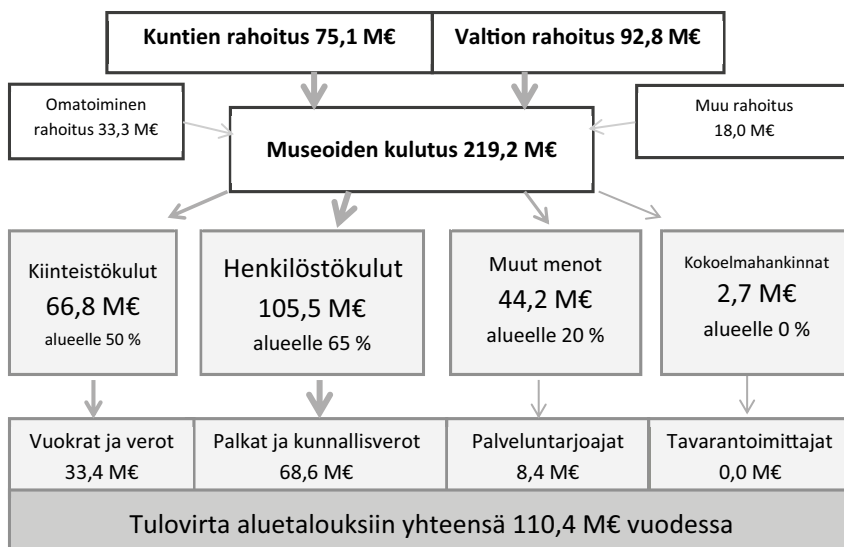 Kuntien rahoitus 75,1 M€
Valtion rahoitus 92,8 M€
Omatoiminen
rahoitus 33,3 M€
Muu rahoitus
18,0 M€
Museoiden kulutus 219,2 M€
Kiinteistökulut
66,8 M€
alueelle 50 %
Henkilöstökulut
105,5 M€
alueelle 65 %
Muut menot
44,2 M€
alueelle 20 %
Kokoelmahankinnat
2,7 M€
alueelle 0 %
Vuokrat ja verot
33,4 M€
Palkat ja kunnallisverot
68,6 M€
Palveluntarjoajat
8,4 M€
Tavarantoimittajat
0,0 M€
Tulovirta aluetalouksiin yhteensä 110,4 M€ vuodessa